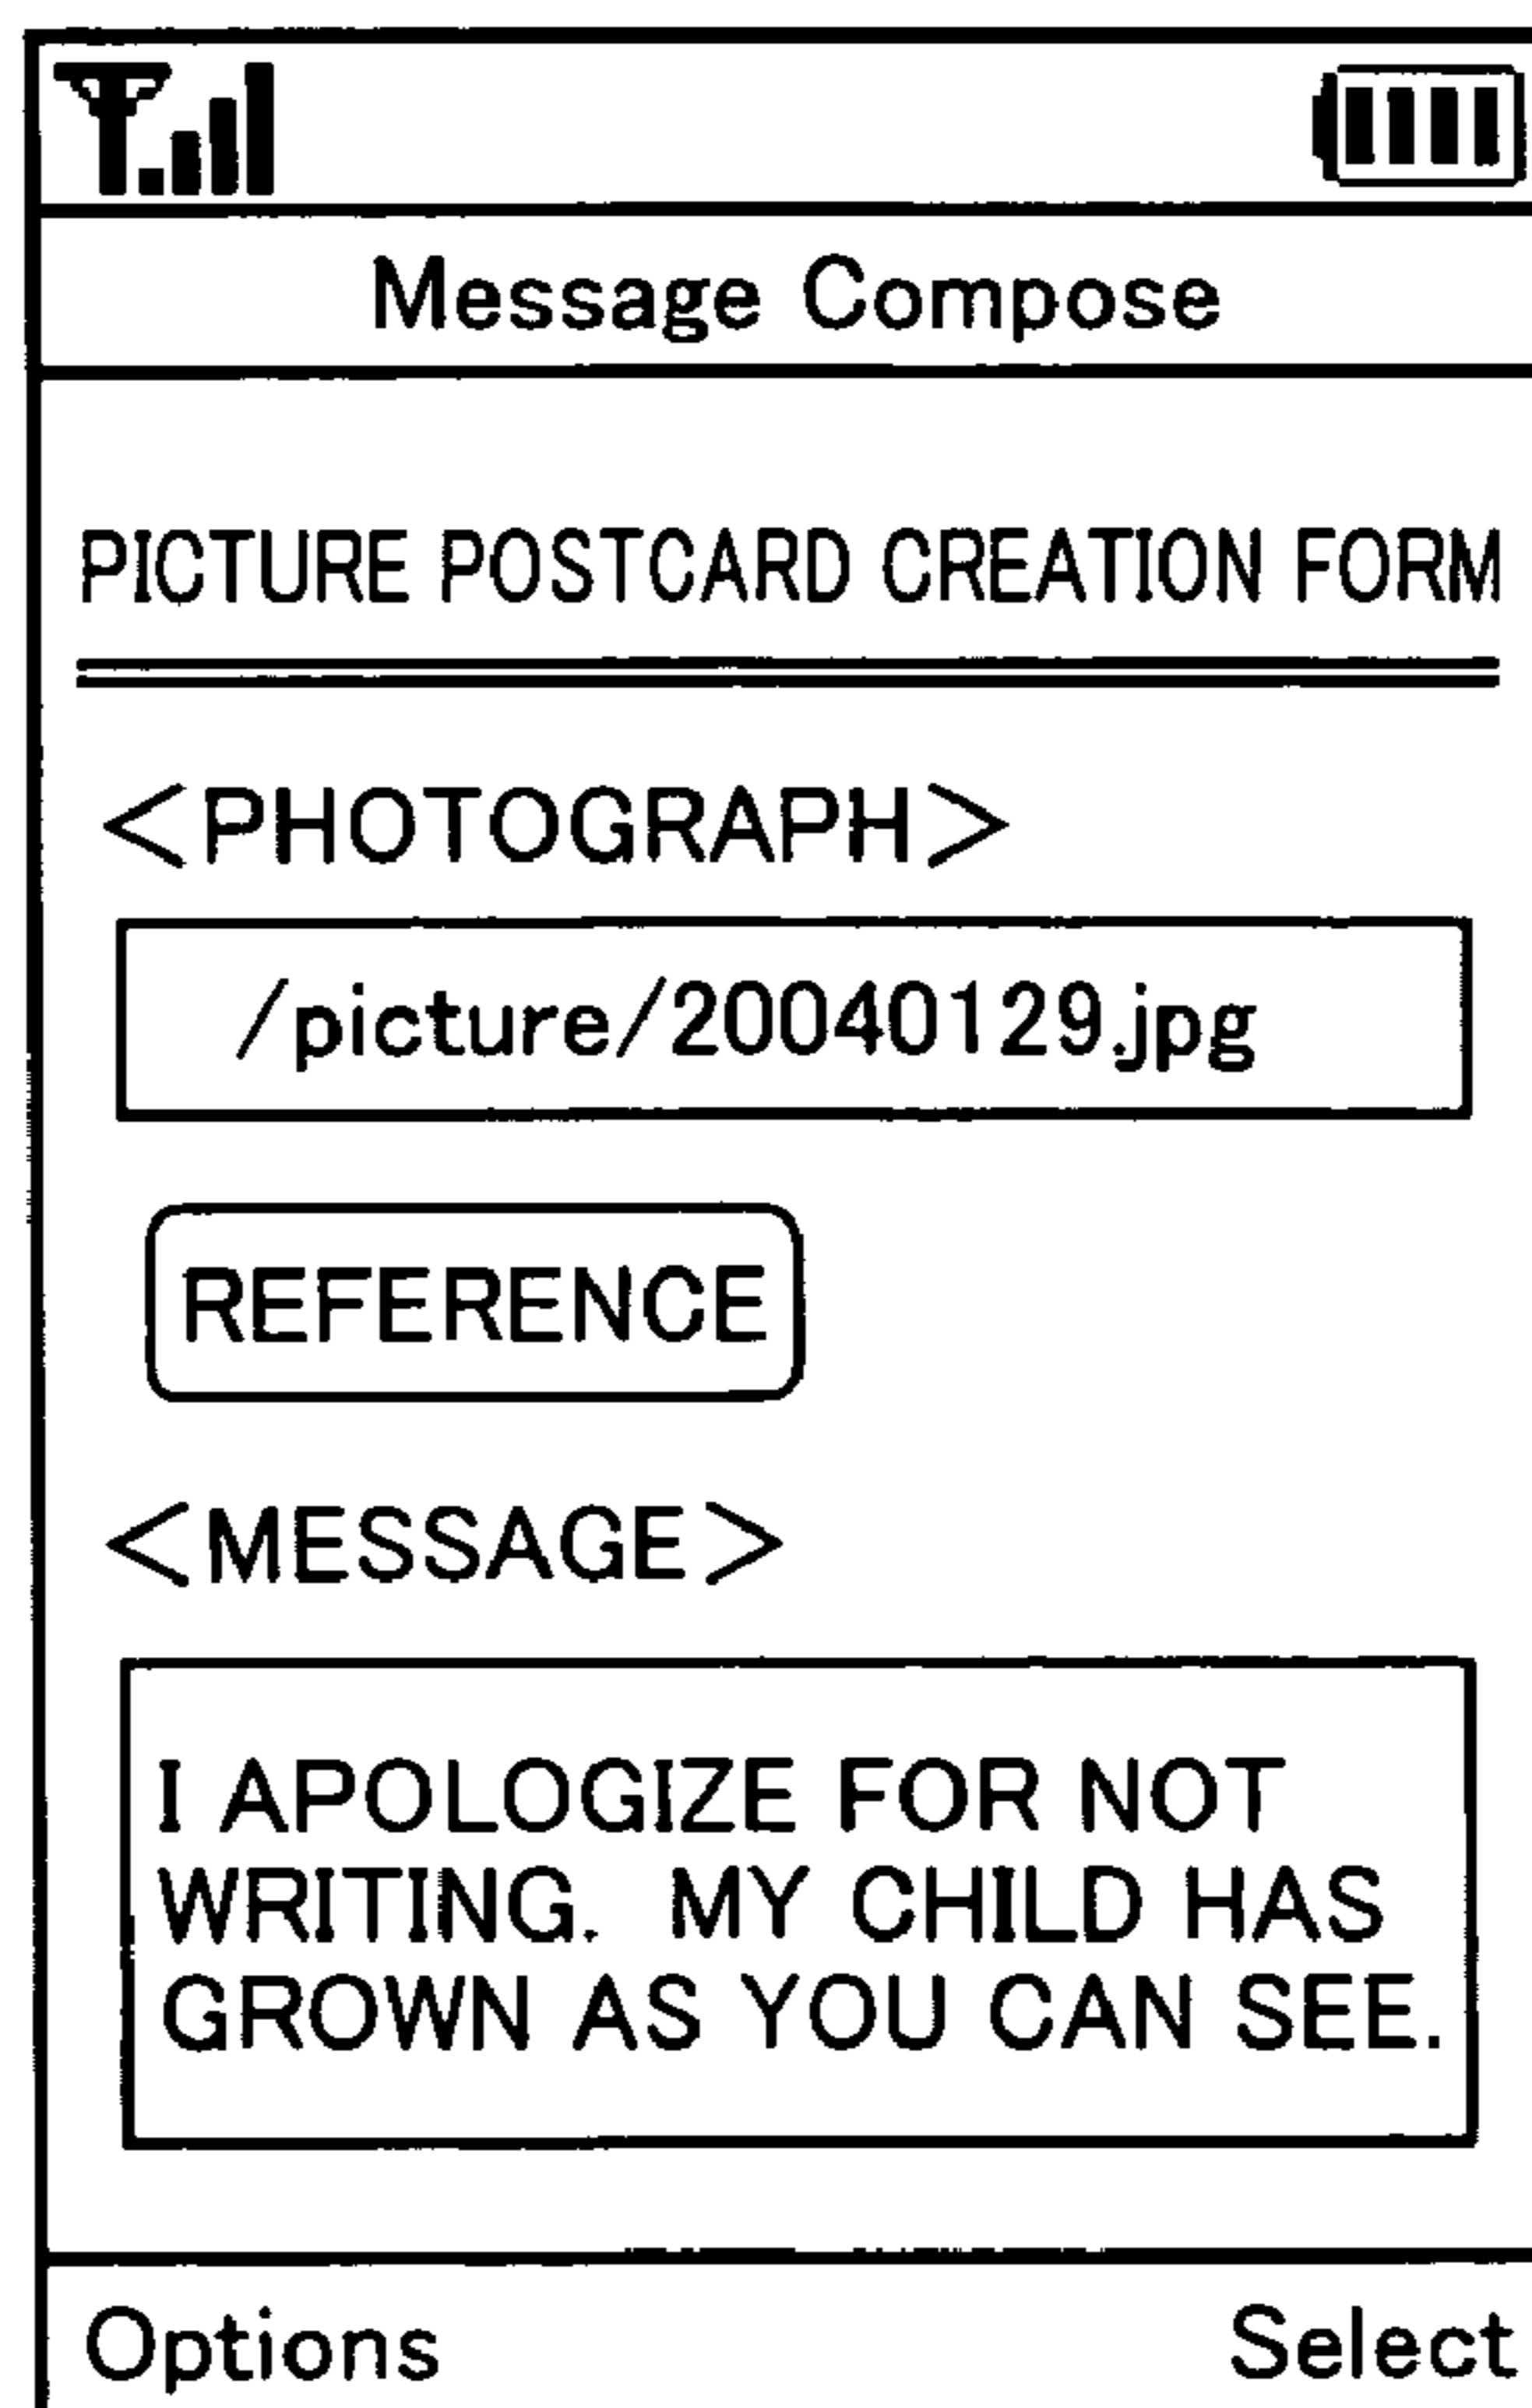 Message Compose
PICTURE POSTCARD CREATION FORM
<PHOTOGRAPH>
/picture/20040129.jpg
REFERENCE
<MESSAGE>
I APOLOGIZE FOR NOT
WRITING.  MY CHILD HAS
GROWN AS YOU CAN SEE.
Options Select